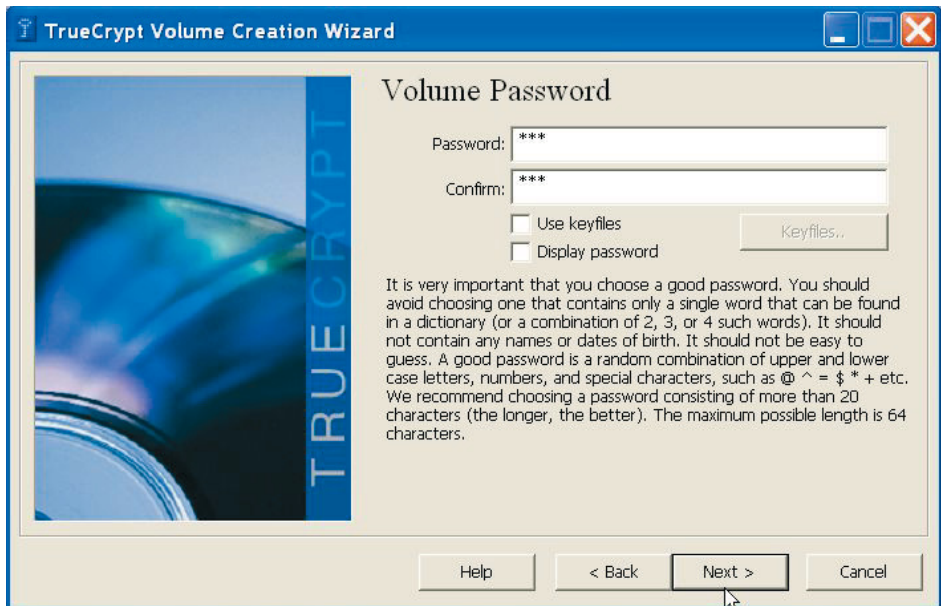 TrueCrypt Volume Creation Wizard
TRUECRYPT
Volume Password
Password: ***
Confirm: ***
Use keyfiles
Keyfiles..
Display password
It is very important that you choose a good password. You should
avoid choosing one that contains only a single word that can be found
in a dictionary (or a combination of 2, 3, or 4 such words). It should
not contain any names or dates of birth. It should not be easy to
guess. A good password is a random combination of upper and lower
case letters, numbers, and special characters, such as @ ^ = $ * + etc.
We recommend choosing a password consisting of more than 20
characters (the longer, the better). The maximum possible length is 64
characters.
Help < Back Next > Cancel